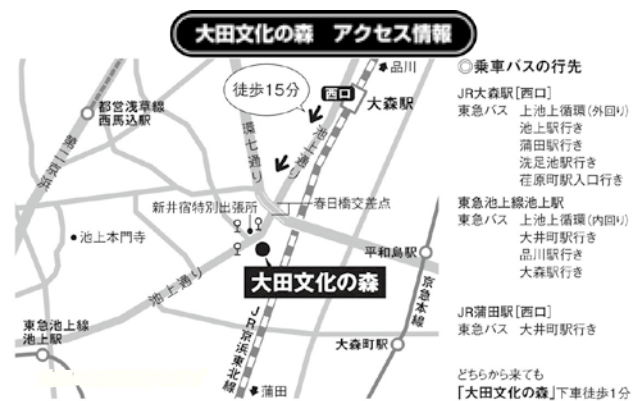 大田文化の森 アクセス情報
品川
徒歩15分
西口
大森駅
都営浅草線
西馬込駅
第二京浜
環七通り
池上通り
新井宿特別出張所
春日橋交差点
池上本門寺
平和島駅
大田文化の森
池上通り
京急本線
JR京浜東北線
東急池上線
池上駅
大森町駅
蒲田
◎乗車バスの行先
JR大森駅[西口]
東急バス 上池上循環(外回り)
池上駅行き
蒲田駅行き
洗足池駅行き
荏原町駅入口行き
東急池上線池上駅
東急バス 上池上循環(内回り)
大井町駅行き
品川駅行き
大森駅行き
JR蒲田駅[西口]
東急バス 大井町駅行き
どちらから来ても
「大田文化の森」下車徒歩1分